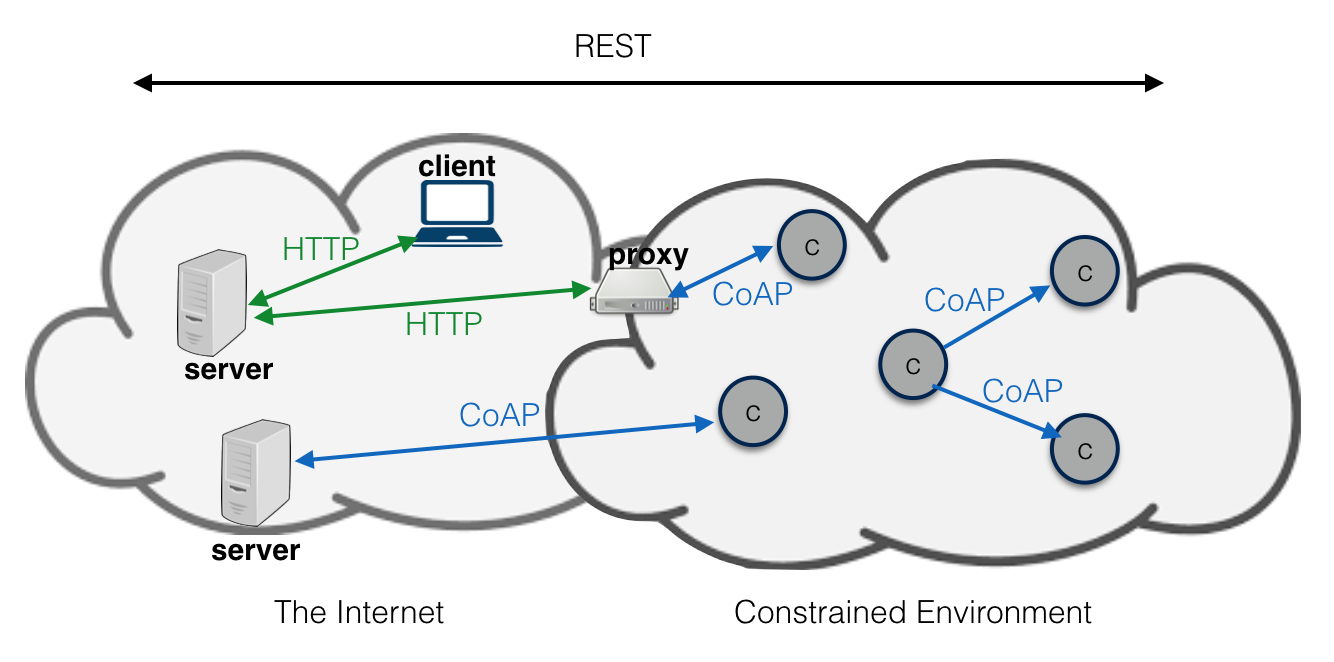 REST
client
HTTP
proxy
C
C
CoAP
CoAP
HTTP
server
C
CoAP
C
CoAP
C
server
The Internet
Constrained Environment